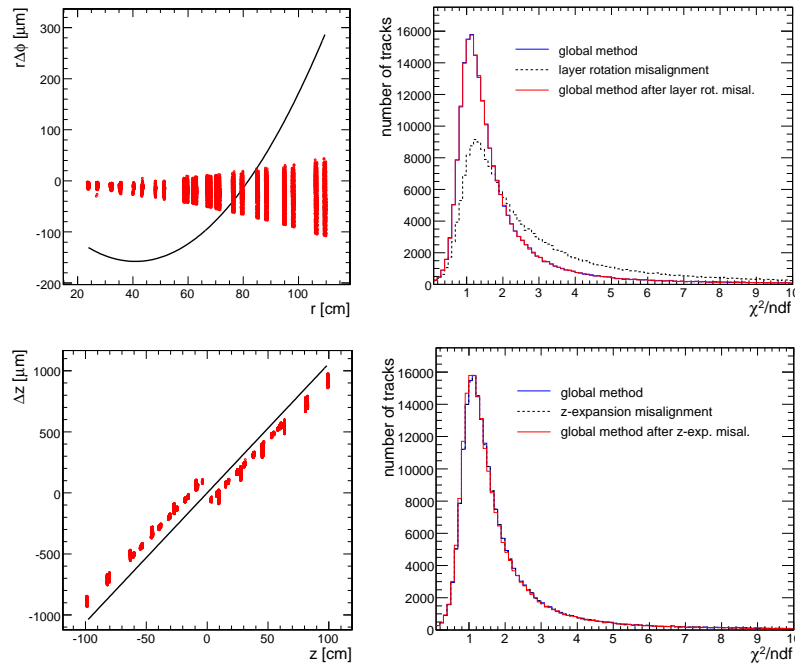 rΔϕ [μm]
300
200
100
0
-100
-200
20 40 60 80 100
r [cm]
number of tracks
16000
14000
12000
10000
8000
6000
4000
2000
0
global method
layer rotation misalignment
global method after layer rot. misal.
1 2 3 4 5 6 7 8 9 10
χ²/ndf
Δz [μm]
1000
500
0
-500
-1000
-100 -50 0 50 100
z [cm]
number of tracks
16000
14000
12000
10000
8000
6000
4000
2000
0
global method
z-expansion misalignment
global method after z-exp. misal.
1 2 3 4 5 6 7 8 9 10
χ²/ndf